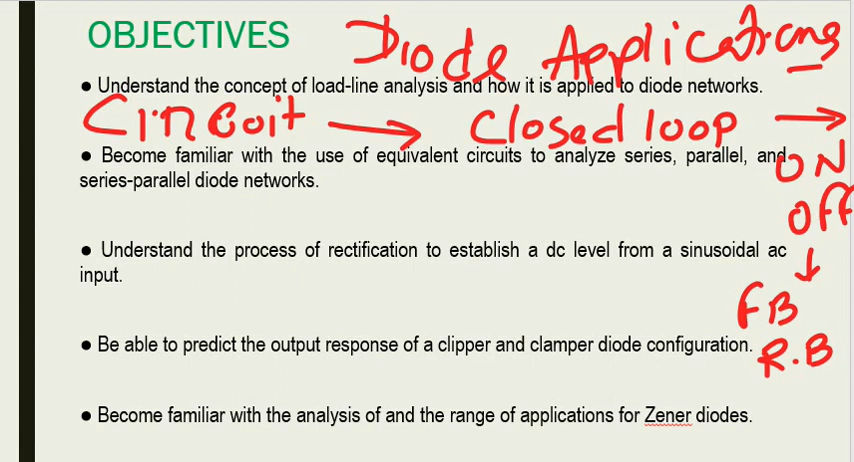 OBJECTIVES
Diode Applications
● Understand the concept of load-line analysis and how it is applied to diode networks.
Circuit → Closed loop →
● Become familiar with the use of equivalent circuits to analyze series, parallel, and
series-parallel diode networks.
ON
OFF
↓
● Understand the process of rectification to establish a dc level from a sinusoidal ac
input.
FB
R.B
● Be able to predict the output response of a clipper and clamper diode configuration.
● Become familiar with the analysis of and the range of applications for Zener diodes.